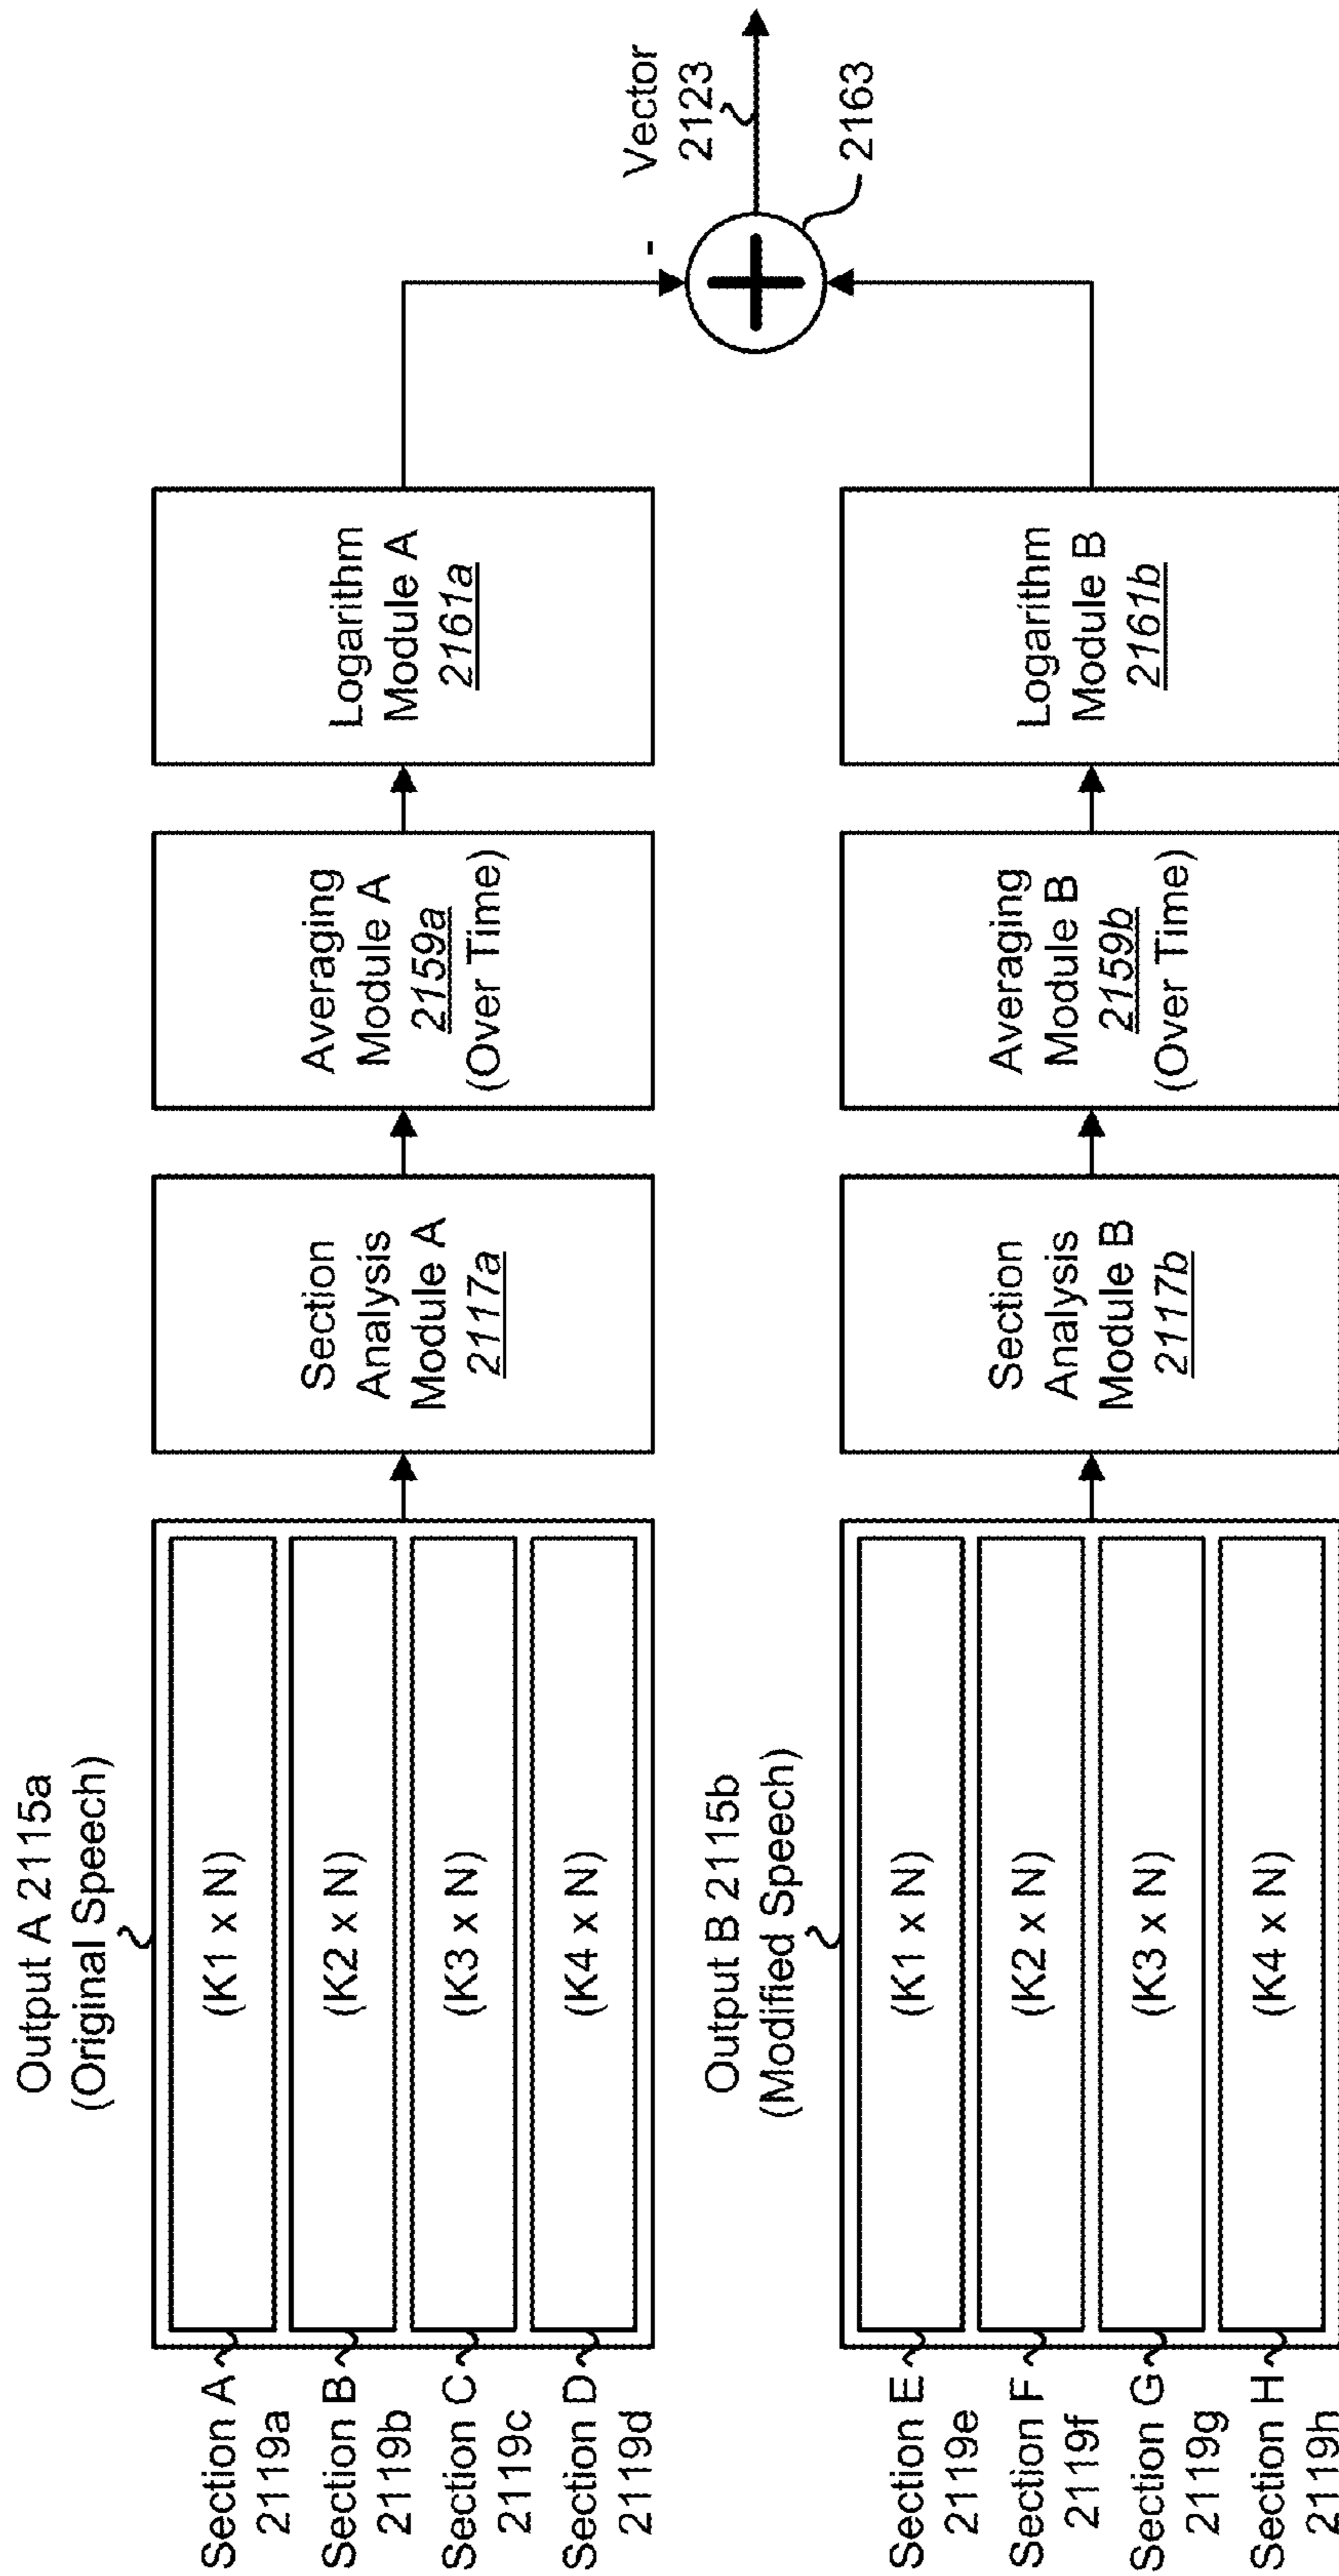 Output A 2115a
(Original Speech)
Section A
2119a
(K1 x N)
Section B
2119b
(K2 x N)
Section C
2119c
(K3 x N)
Section D
2119d
(K4 x N)
Section
Analysis
Module A
2117a
Averaging
Module A
2159a
(Over Time)
Logarithm
Module A
2161a
-
Vector
2123
2163
Output B 2115b
(Modified Speech)
Section E
2119e
(K1 x N)
Section F
2119f
(K2 x N)
Section G
2119g
(K3 x N)
Section H
2119h
(K4 x N)
Section
Analysis
Module B
2117b
Averaging
Module B
2159b
(Over Time)
Logarithm
Module B
2161b